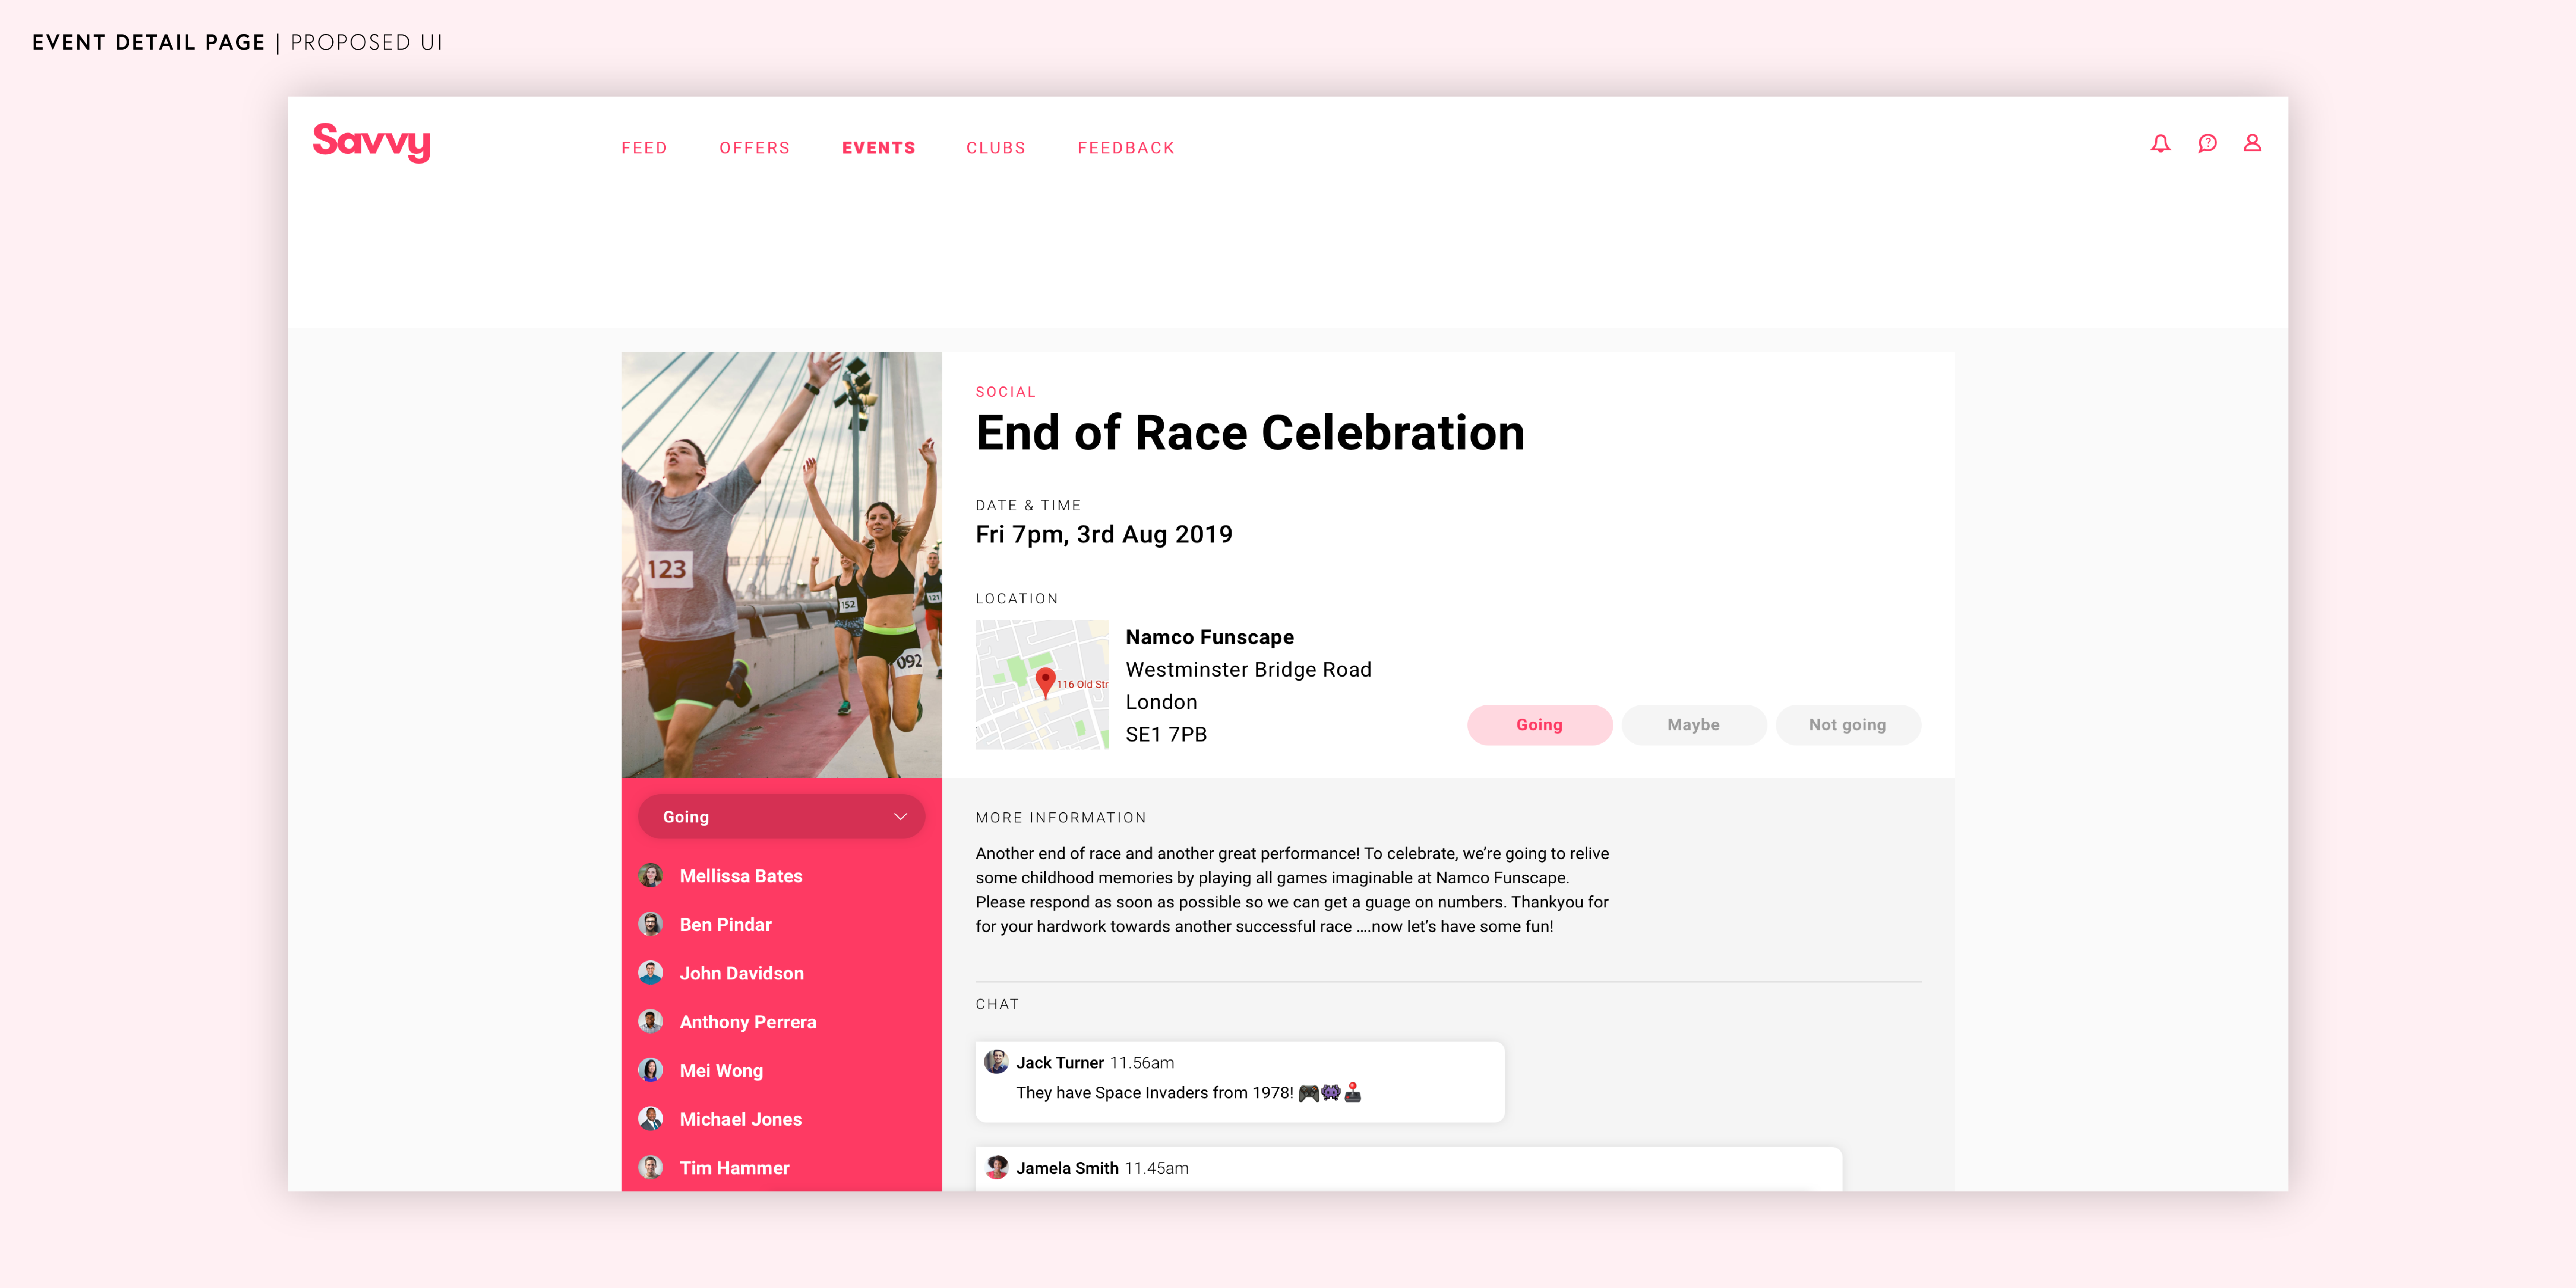 EVENT DETAIL PAGE | PROPOSED UI
Savvy
FEED OFFERS EVENTS CLUBS FEEDBACK
SOCIAL
End of Race Celebration
DATE & TIME
Fri 7pm, 3rd Aug 2019
LOCATION
116 Old Str
Namco Funscape
Westminster Bridge Road
London
SE1 7PB
Going Maybe Not going
123
152
092
121
Going
Mellissa Bates
Ben Pindar
John Davidson
Anthony Perrera
Mei Wong
Michael Jones
Tim Hammer
MORE INFORMATION
Another end of race and another great performance! To celebrate, we’re going to relive
some childhood memories by playing all games imaginable at Namco Funscape.
Please respond as soon as possible so we can get a guage on numbers. Thankyou for
for your hardwork towards another successful race ....now let’s have some fun!
CHAT
Jack Turner 11.56am
They have Space Invaders from 1978! 🎮👾🕹️
Jamela Smith 11.45am